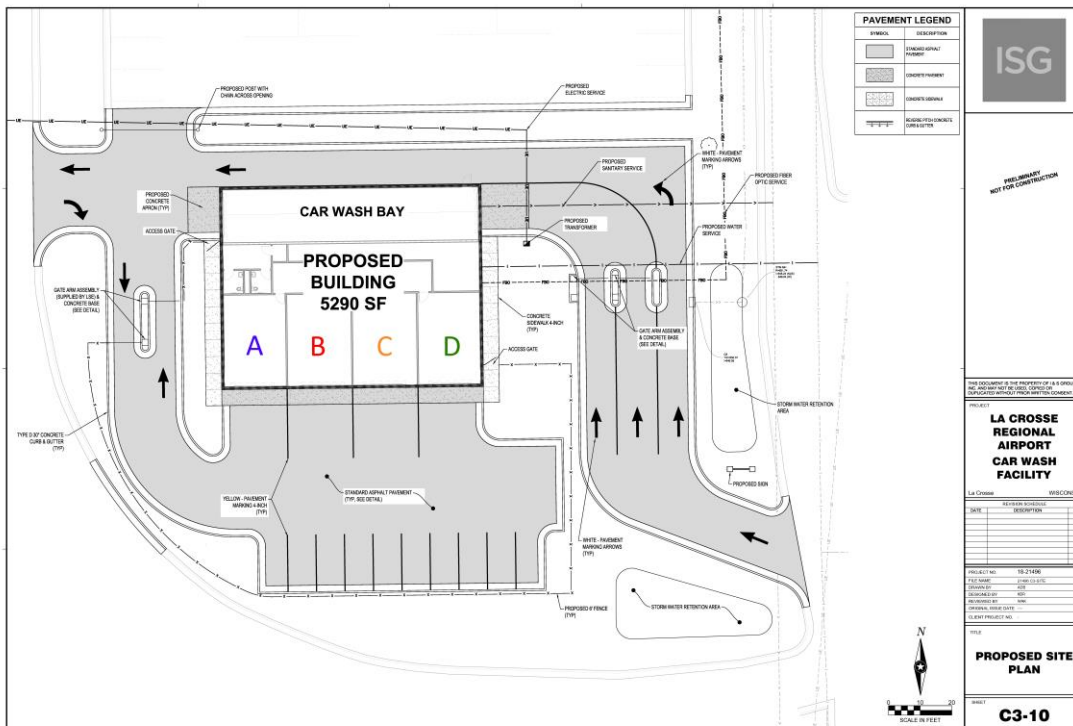 PAVEMENT LEGEND
SYMBOL DESCRIPTION
STANDARD ASPHALT
PAVEMENT
CONCRETE PAVEMENT
CONCRETE SIDEWALK
REVERSE PITCH CONCRETE
CURB & GUTTER
ISG
PRELIMINARY
NOT FOR CONSTRUCTION
PROPOSED POST WITH
CHAIN ACROSS OPENING
PROPOSED
ELECTRIC SERVICE
WHITE - PAVEMENT
MARKING ARROWS
(TYP)
PROPOSED
SANITARY SERVICE
PROPOSED FIBER
OPTIC SERVICE
PROPOSED
CONCRETE
APRON (TYP)
CAR WASH BAY
ACCESS GATE
PROPOSED
TRANSFORMER
PROPOSED WATER
SERVICE
PROPOSED
BUILDING
5290 SF
GATE ARM ASSEMBLY
(SUPPLIED BY LSE) &
CONCRETE BASE
(SEE DETAIL)
CONCRETE
SIDEWALK 4-INCH
(TYP)
GATE ARM ASSEMBLY
& CONCRETE BASE
(SEE DETAIL)
A B C D
ACCESS GATE
STORM WATER RETENTION
AREA
TYPE D 30" CONCRETE
CURB & GUTTER
(TYP)
PROPOSED SIGN
YELLOW - PAVEMENT
MARKING 4-INCH
(TYP)
STANDARD ASPHALT PAVEMENT
(TYP, SEE DETAIL)
WHITE - PAVEMENT
MARKING ARROWS
(TYP)
PROPOSED 6' FENCE
(TYP)
STORM WATER RETENTION AREA
N
0 10 20
SCALE IN FEET
THIS DOCUMENT IS THE PROPERTY OF I & S GROUP
INC. AND MAY NOT BE USED, COPIED OR
DUPLICATED WITHOUT PRIOR WRITTEN CONSENT.
PROJECT
LA CROSSE
REGIONAL
AIRPORT
CAR WASH
FACILITY
La Crosse WISCONS
REVISION SCHEDULE
DATE DESCRIPTION
PROJECT NO. 18-21496
FILE NAME
DRAWN BY
DESIGNED BY
REVIEWED BY
ORIGINAL ISSUE DATE
CLIENT PROJECT NO.
TITLE
PROPOSED SITE
PLAN
SHEET
C3-10